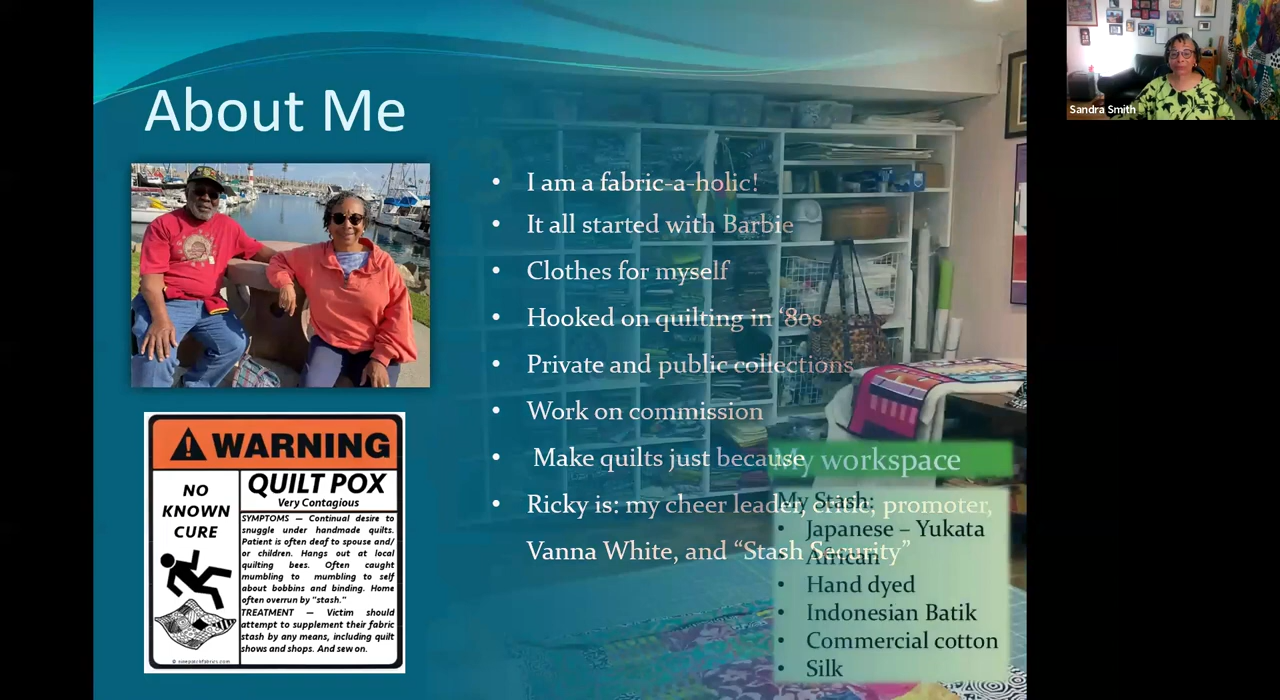 About Me
• I am a fabric-a-holic!
• It all started with Barbie
• Clothes for myself
• Hooked on quilting in ‘80s
• Private and public collections
• Work on commission
• Make quilts just because
• Ricky is: my cheer leader, critic, promoter,
Vanna White, and “Stash Security”
WARNING
NO
KNOWN
CURE
QUILT POX
Very Contagious
SYMPTOMS — Continual desire to
snuggle under handmade quilts.
Patient is often deaf to spouse and/
or children. Hangs out at local
quilting bees. Often caught
mumbling to mumbling to self
about bobbins and binding. Home
often overrun by “stash.”
TREATMENT — Victim should
attempt to supplement their fabric
stash by any means, including quilt
shows and shops. And sew on.
My workspace
My Stash:
• Japanese – Yukata
• African
• Hand dyed
• Indonesian Batik
• Commercial cotton
• Silk
Sandra Smith